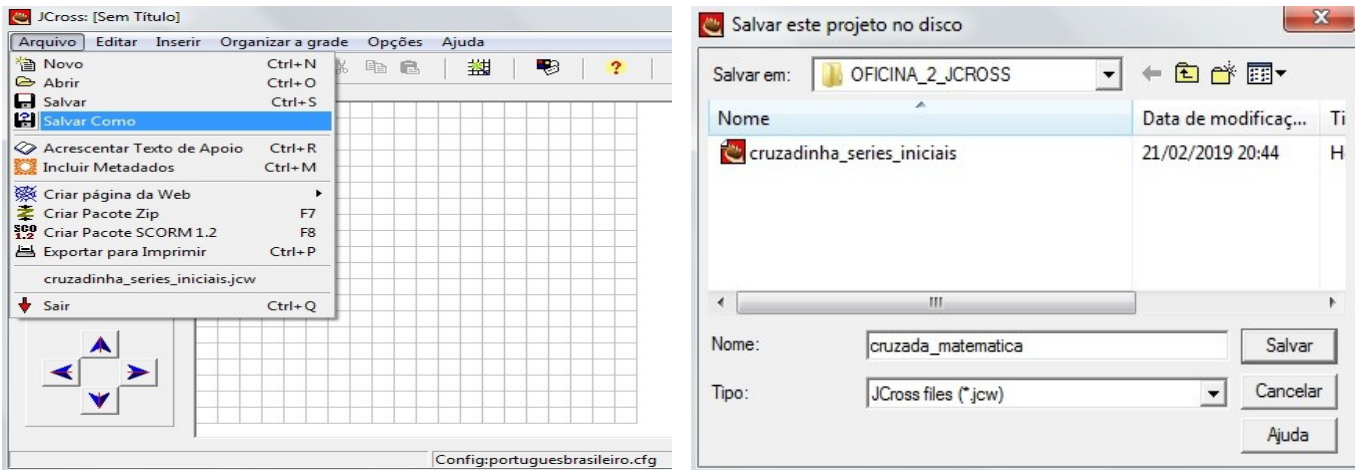 JCross: [Sem Título]
Arquivo Editar Inserir Organizar a grade Opções Ajuda
Novo Ctrl+N
Abrir Ctrl+O
Salvar Ctrl+S
Salvar Como
Acrescentar Texto de Apoio Ctrl+R
Incluir Metadados Ctrl+M
Criar página da Web
Criar Pacote Zip F7
Criar Pacote SCORM 1.2 F8
Exportar para Imprimir Ctrl+P
cruzadinha_series_iniciais.jcw
Sair Ctrl+Q
Config:portuguesbrasileiro.cfg
Salvar este projeto no disco
Salvar em: OFICINA_2_JCROSS
Nome Data de modificaç... Ti
cruzadinha_series_iniciais 21/02/2019 20:44 H
Nome: cruzada_matematica Salvar
Tipo: JCross files (*.jcw) Cancelar
Ajuda